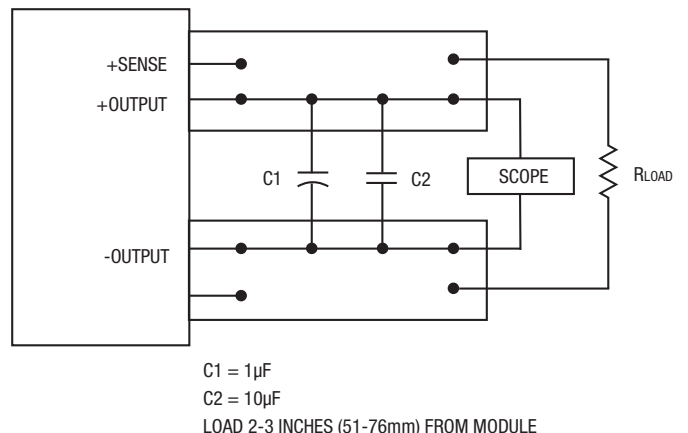 +SENSE
+OUTPUT
C1
C2
SCOPE
RLOAD
-OUTPUT
C1 = 1μF
C2 = 10μF
LOAD 2-3 INCHES (51-76mm) FROM MODULE